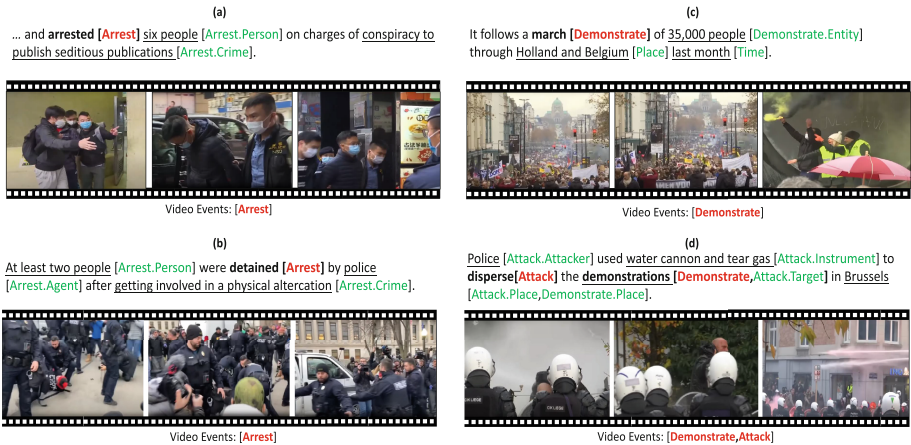 (a)
... and arrested [Arrest] six people [Arrest.Person] on charges of conspiracy to
publish seditious publications [Arrest.Crime].
Video Events: [Arrest]
(b)
At least two people [Arrest.Person] were detained [Arrest] by police
[Arrest.Agent] after getting involved in a physical altercation [Arrest.Crime].
Video Events: [Arrest]
(c)
It follows a march [Demonstrate] of 35,000 people [Demonstrate.Entity]
through Holland and Belgium [Place] last month [Time].
Video Events: [Demonstrate]
(d)
Police [Attack.Attacker] used water cannon and tear gas [Attack.Instrument] to
disperse[Attack] the demonstrations [Demonstrate,Attack.Target] in Brussels
[Attack.Place,Demonstrate.Place].
Video Events: [Demonstrate,Attack]